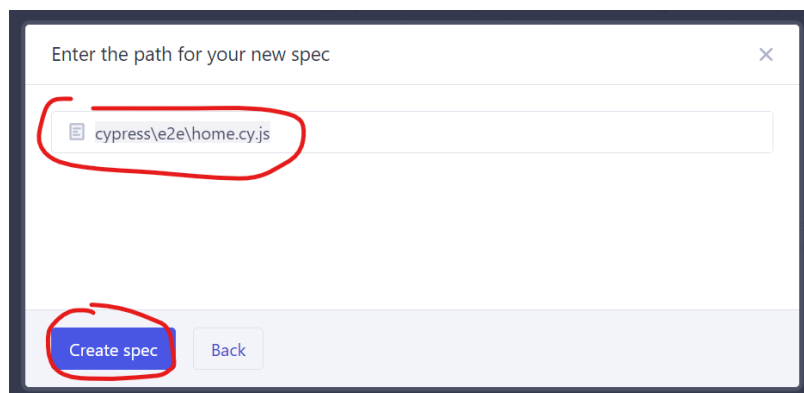 Enter the path for your new spec
cypress\e2e\home.cy.js
Create spec
Back